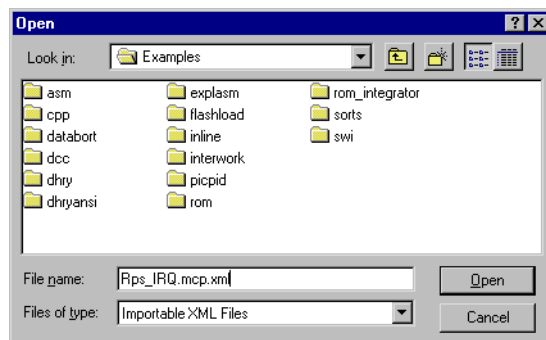 Open
Look in: Examples
asm explasm rom_integrator
cpp flashload sorts
databort inline swi
dcc interwork
dhry picpid
dhryansi rom
File name: Rps_IRQ.mcp.xml Open
Files of type: Importable XML Files Cancel